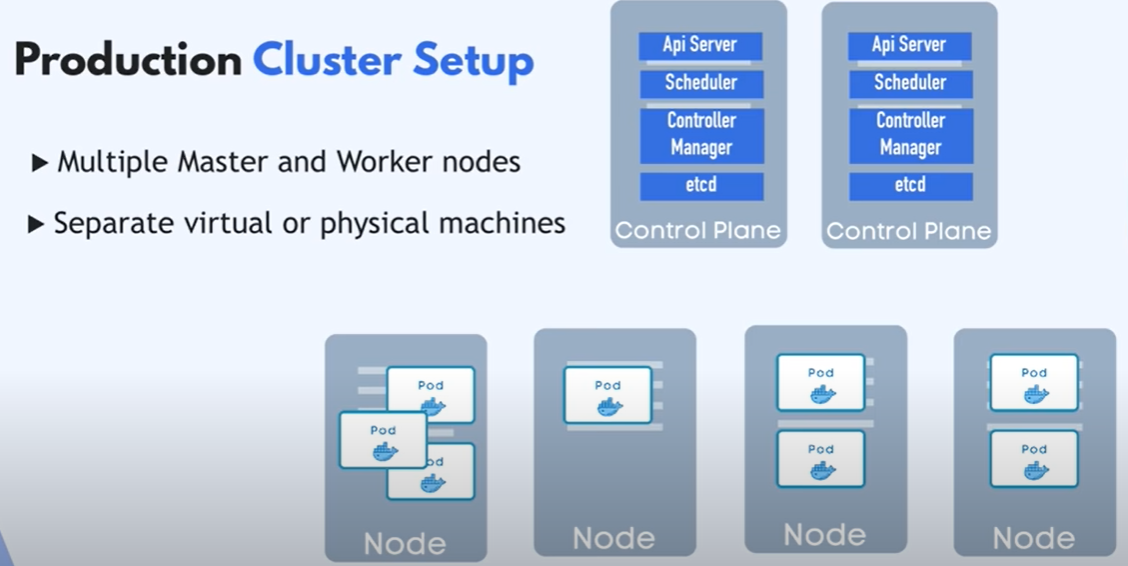 Production Cluster Setup
▶ Multiple Master and Worker nodes
▶ Separate virtual or physical machines
Api Server
Scheduler
Controller
Manager
etcd
Control Plane
Api Server
Scheduler
Controller
Manager
etcd
Control Plane
Pod
Pod
od
Node
Pod
Node
Pod
Pod
Node
Pod
Pod
Node